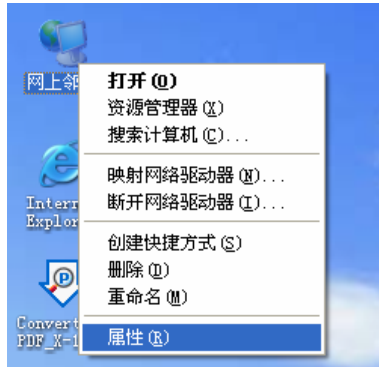 网上邻
打开(O)
资源管理器(X)
搜索计算机(C)...
映射网络驱动器(N)...
断开网络驱动器(I)...
Intern
Explor
创建快捷方式(S)
删除(D)
重命名(M)
P
Convert
PDF_X-1
属性(R)